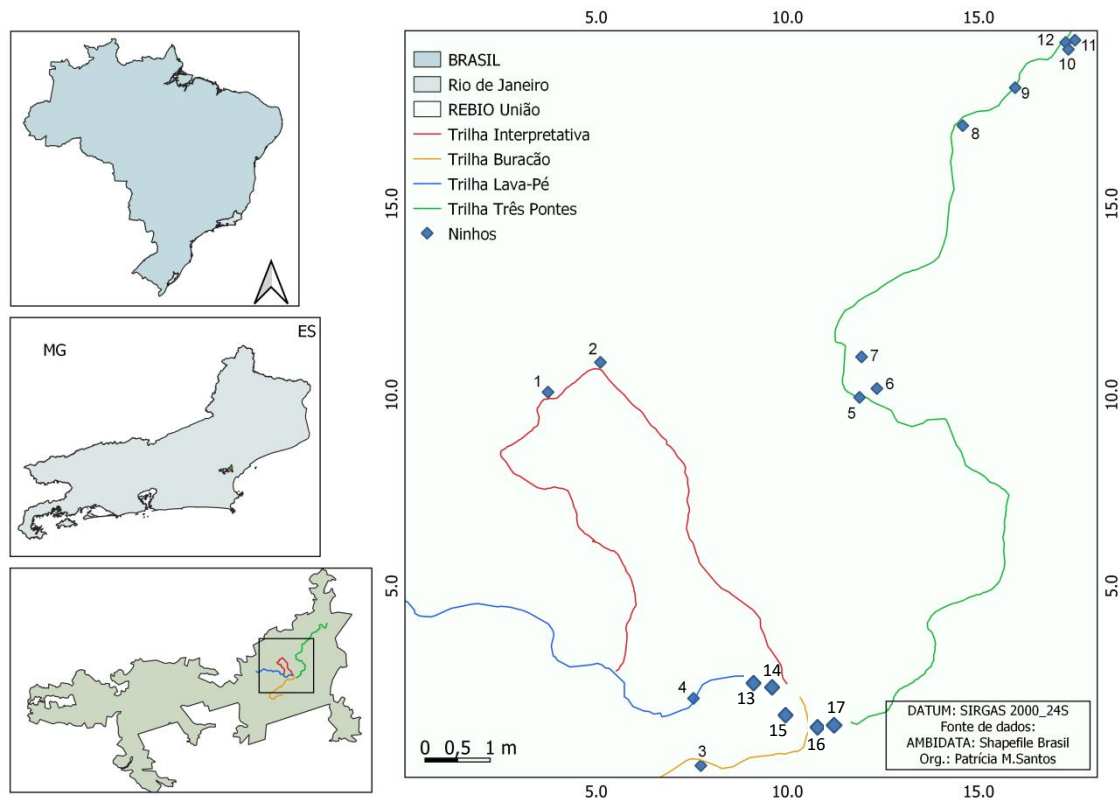 5.0
10.0
15.0
BRASIL
Rio de Janeiro
REBIO União
Trilha Interpretativa
Trilha Buracão
Trilha Lava-Pé
Trilha Três Pontes
Ninhos
MG
ES
12
11
10
9
8
15.0
15.0
7
6
5
2
1
10.0
10.0
5.0
5.0
4
13
14
15
16
17
3
0 0,5 1 m
DATUM: SIRGAS 2000_24S
Fonte de dados:
AMBIDATA: Shapefile Brasil
Org.: Patrícia M.Santos
5.0
10.0
15.0